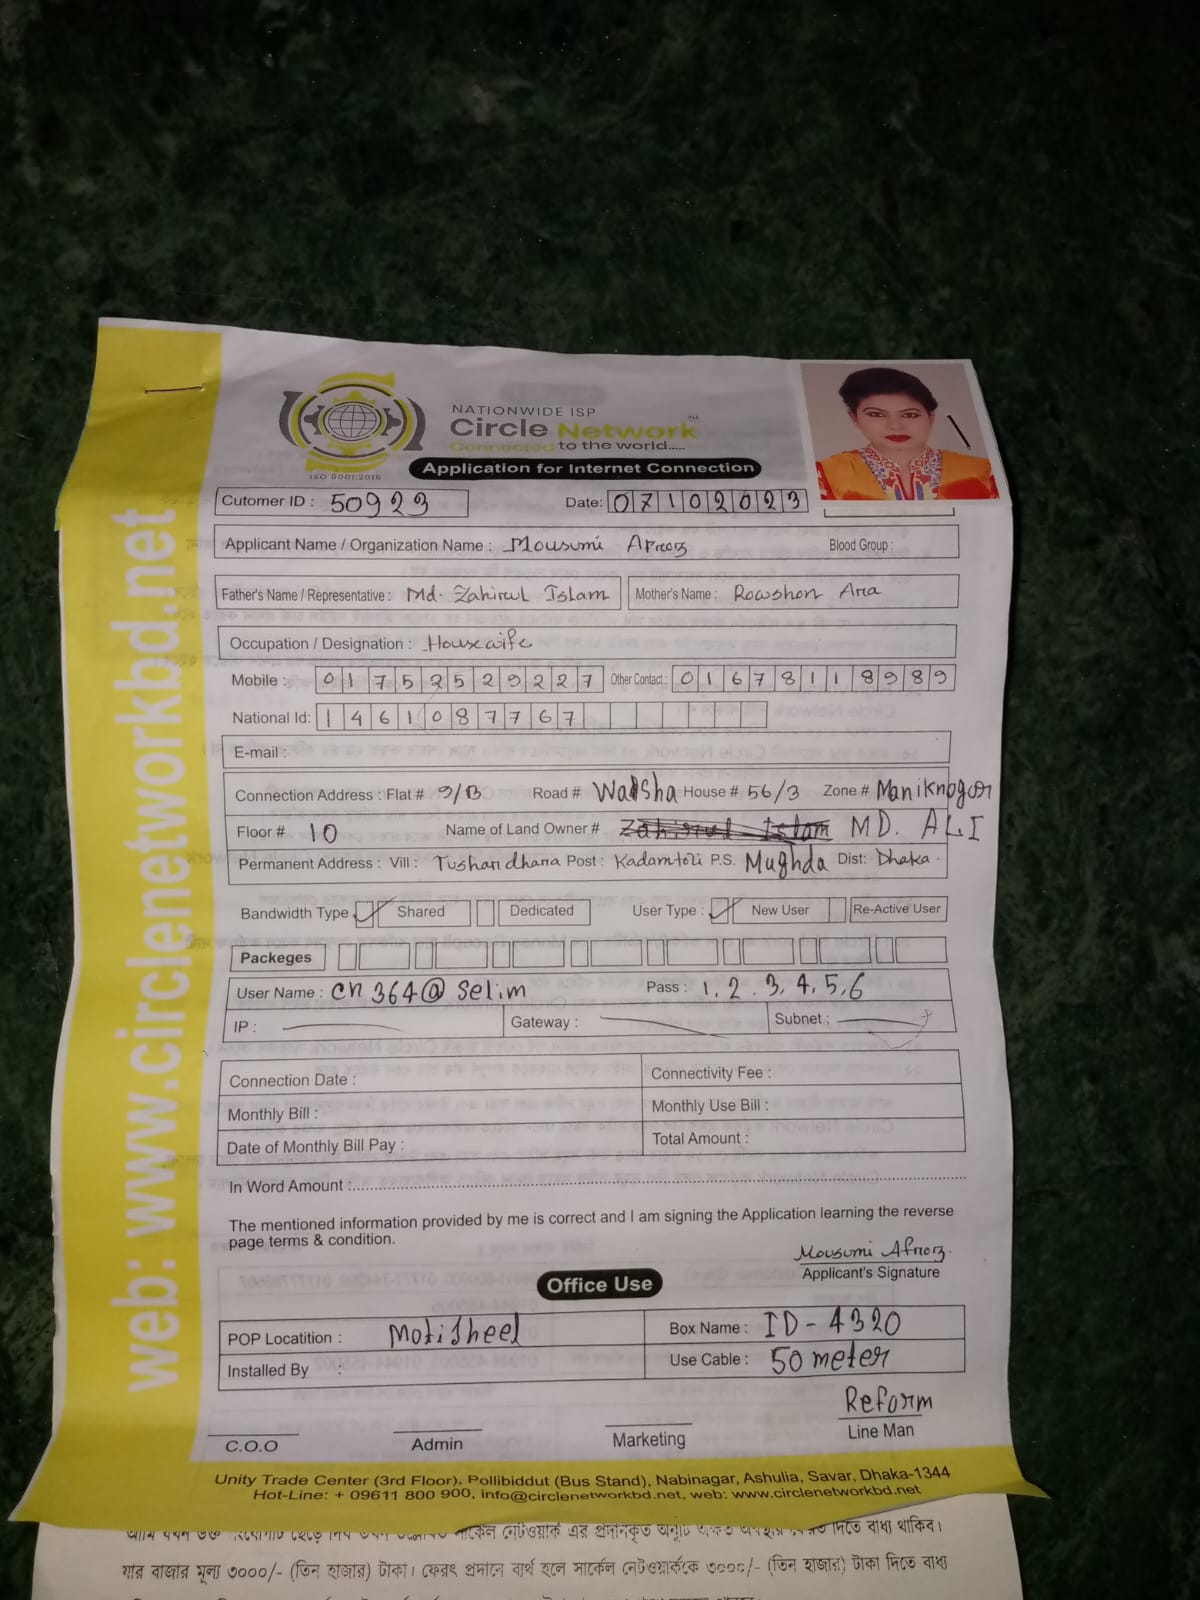 NATIONWIDE ISP
Circle Network™
Connected to the world.....
ISO 9001:2015
Application for Internet Connection
Cutomer ID : 50923 Date: 07102023
Applicant Name / Organization Name : Mousumi Afroz Blood Group :
Father's Name / Representative : Md. Zahirul Islam Mother's Name : Rowshon Ara
Occupation / Designation : Housewife
Mobile : 01752529227 Other Contact : 01678118989
National Id: 1461087767
E-mail :
Connection Address : Flat # 9/B Road # Walsha House # 56/3 Zone # Maniknogor
Floor # 10 Name of Land Owner # Zahirul Islam MD. ALI
Permanent Address : Vill : Tushardhara Post : Kadamtoli P.S. Mughda Dist: Dhaka.
Bandwidth Type Shared Dedicated User Type : New User Re-Active User
Packeges
User Name : cn364@selim Pass : 1,2.3,4,5,6
IP : Gateway : Subnet :
Connection Date : Connectivity Fee :
Monthly Bill : Monthly Use Bill :
Date of Monthly Bill Pay : Total Amount :
In Word Amount :
The mentioned information provided by me is correct and I am signing the Application learning the reverse
page terms & condition.
Mousumi Afroz.
Applicant's Signature
Office Use
POP Locatition : Motijheel Box Name : ID-4320
Installed By : Use Cable : 50 meter
Reform
C.O.O Admin Marketing Line Man
Unity Trade Center (3rd Floor), Pollibiddut (Bus Stand), Nabinagar, Ashulia, Savar, Dhaka-1344
Hot-Line: + 09611 800 900, info@circlenetworkbd.net, web: www.circlenetworkbd.net
web: www.circlenetworkbd.net
দিতে বাধ্য থাকিব।
যার বাজার মূল্য ৩০০০/- (তিন হাজার) টাকা। ফেরৎ প্রদানে ব্যর্থ হলে সার্কেল নেটওয়ার্ককে ৩০০০/- (তিন হাজার) টাকা দিতে বাধ্য